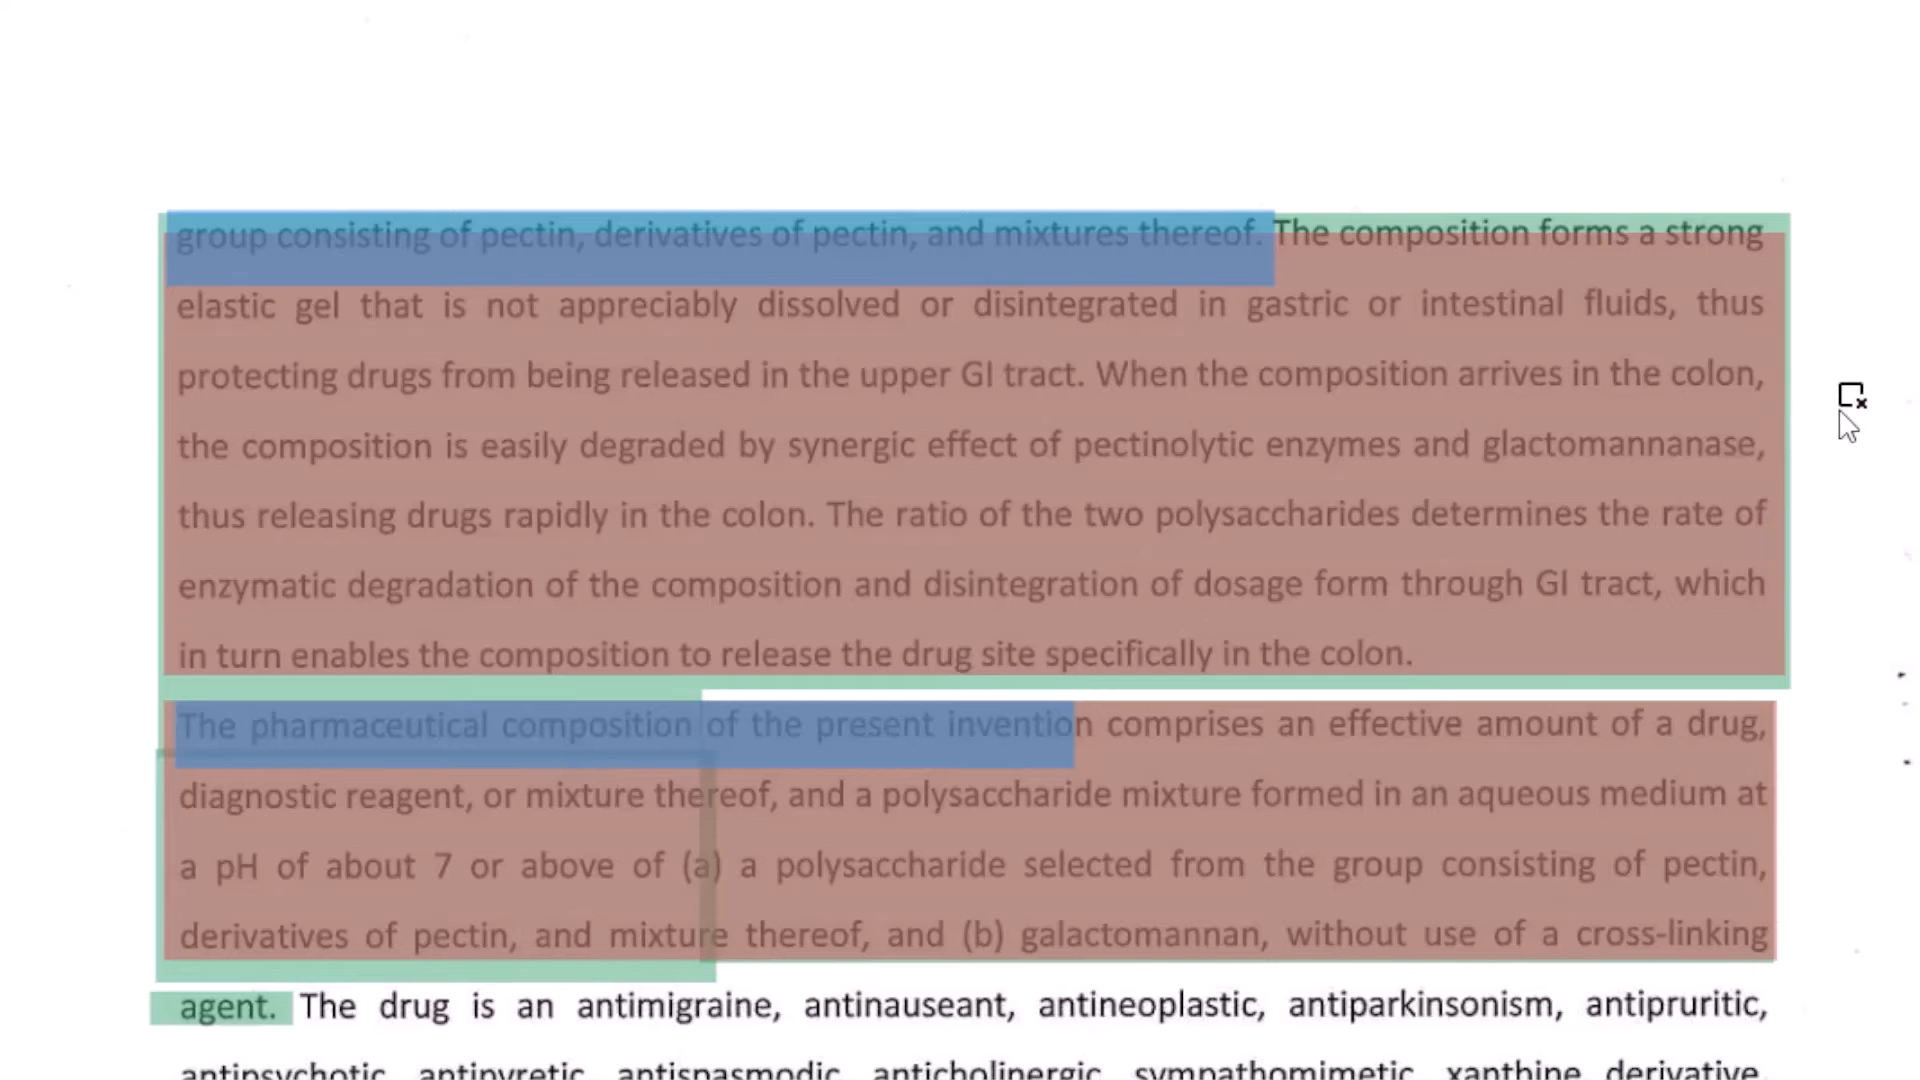 group consisting of pectin, derivatives of pectin, and mixtures thereof. The composition forms a strong
elastic gel that is not appreciably dissolved or disintegrated in gastric or intestinal fluids, thus
protecting drugs from being released in the upper GI tract. When the composition arrives in the colon,
the composition is easily degraded by synergic effect of pectinolytic enzymes and glactomannanase,
thus releasing drugs rapidly in the colon. The ratio of the two polysaccharides determines the rate of
enzymatic degradation of the composition and disintegration of dosage form through GI tract, which
in turn enables the composition to release the drug site specifically in the colon.
The pharmaceutical composition of the present invention comprises an effective amount of a drug,
diagnostic reagent, or mixture thereof, and a polysaccharide mixture formed in an aqueous medium at
a pH of about 7 or above of (a) a polysaccharide selected from the group consisting of pectin,
derivatives of pectin, and mixture thereof, and (b) galactomannan, without use of a cross-linking
agent. The drug is an antimigraine, antinauseant, antineoplastic, antiparkinsonism, antipruritic,
antipsychotic, antipyretic, antispasmodic, anticholinergic, sympathomimetic, xanthine derivative,